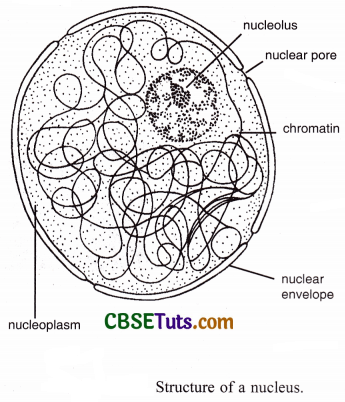 nucleolus
nuclear pore
chromatin
nuclear
envelope
nucleoplasm
CBSETuts.com
Structure of a nucleus.